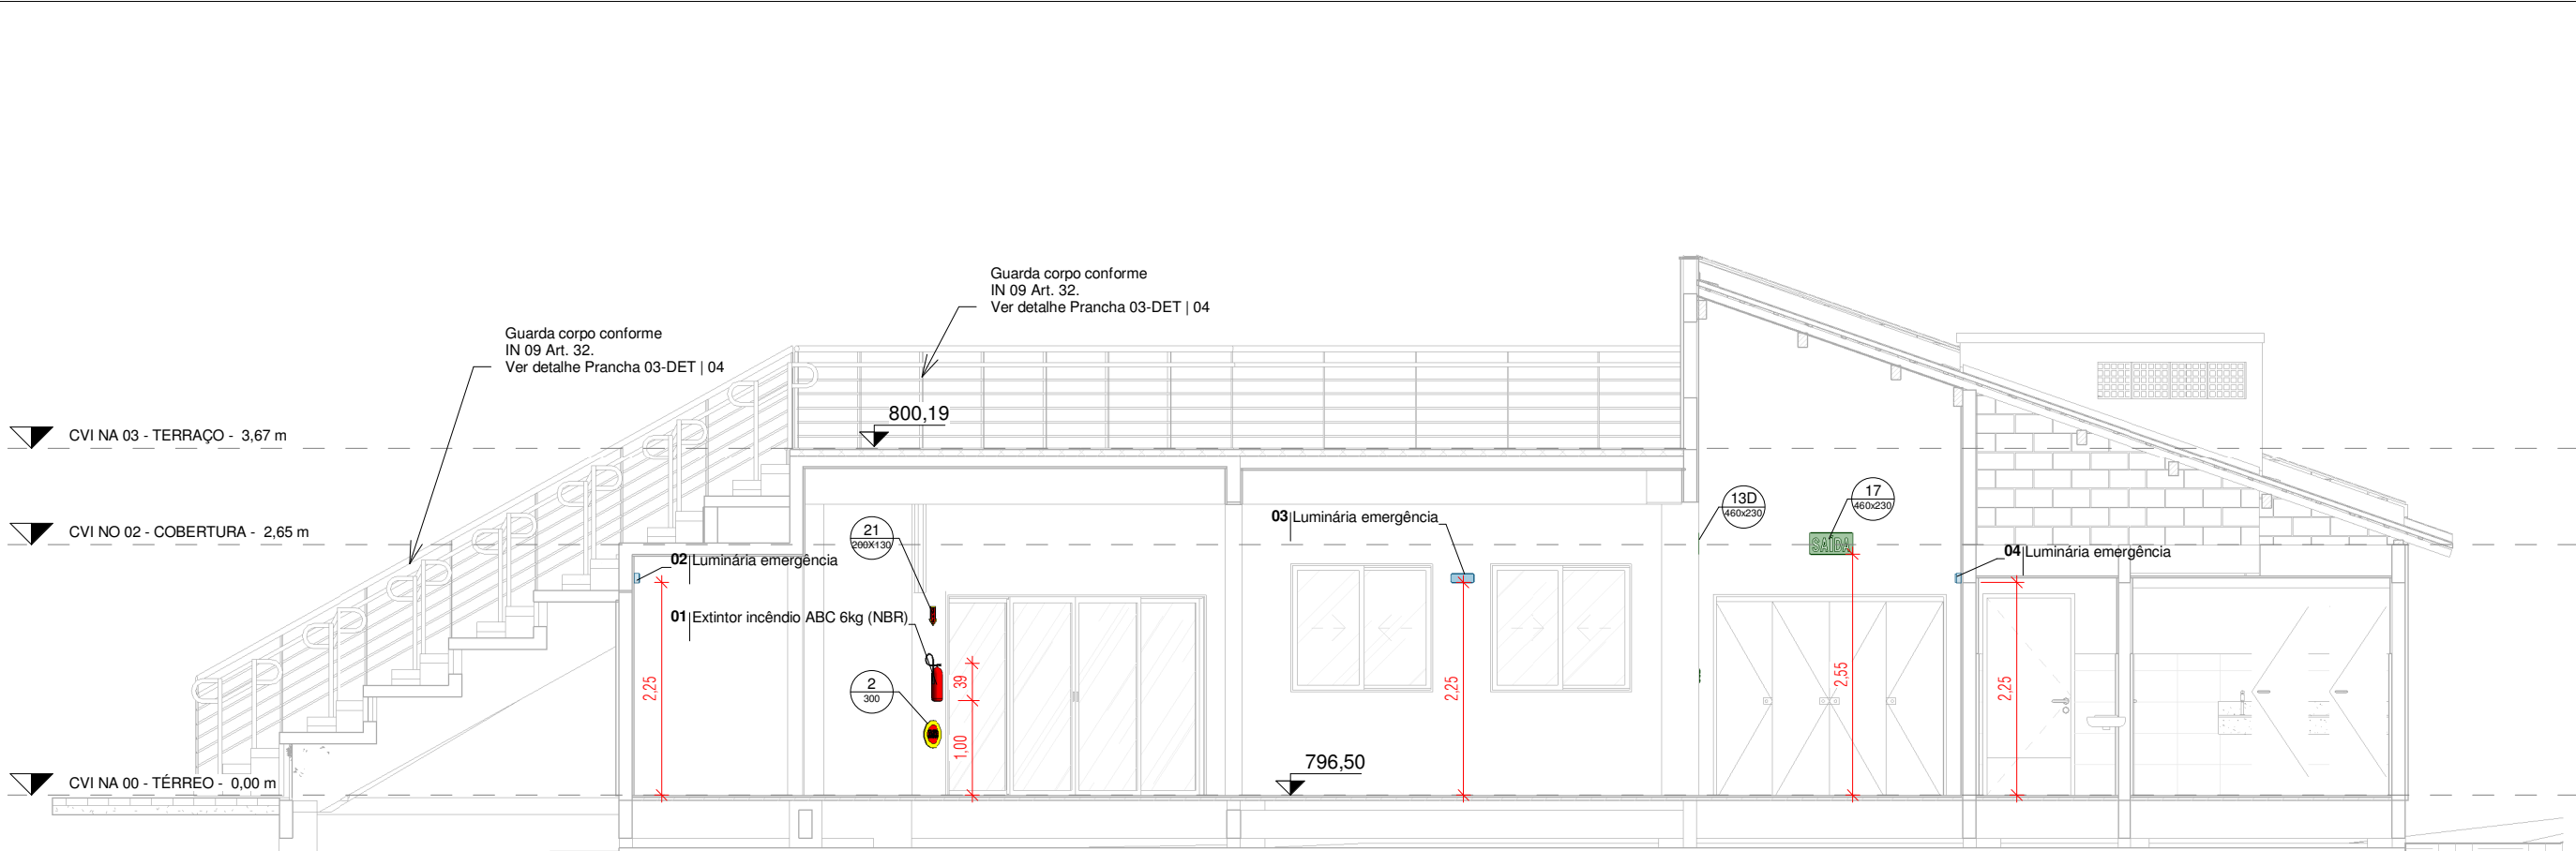 Guarda corpo conforme
IN 09 Art. 32.
Ver detalhe Prancha 03-DET | 04
Guarda corpo conforme
IN 09 Art. 32.
Ver detalhe Prancha 03-DET | 04
800,19
CVI NA 03 - TERRAÇO - 3,67 m
CVI NO 02 - COBERTURA - 2,65 m
CVI NA 00 - TÉRREO - 0,00 m
21
200X130
02 Luminária emergência
01 Extintor incêndio ABC 6kg (NBR)
2
300
03 Luminária emergência
13D
460x230
17
460x230
SAÍDA
04 Luminária emergência
2,25
39
1,00
2,25
2,55
2,25
796,50